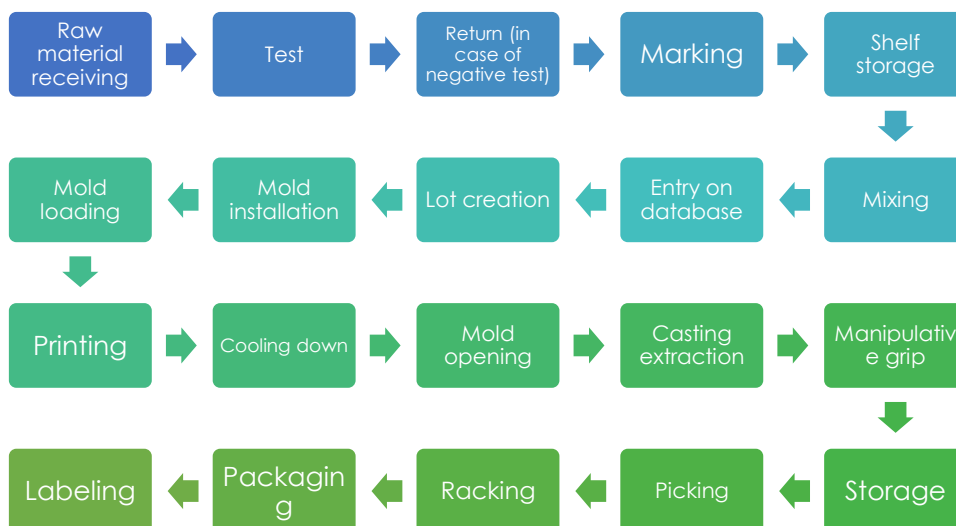 Raw
material
receiving
Test
Return (in
case of
negative test)
Marking
Shelf
storage
Mixing
Entry on
database
Lot creation
Mold
installation
Mold
loading
Printing
Cooling down
Mold
opening
Casting
extraction
Manipulativ
e grip
Storage
Picking
Racking
Packagin
g
Labeling